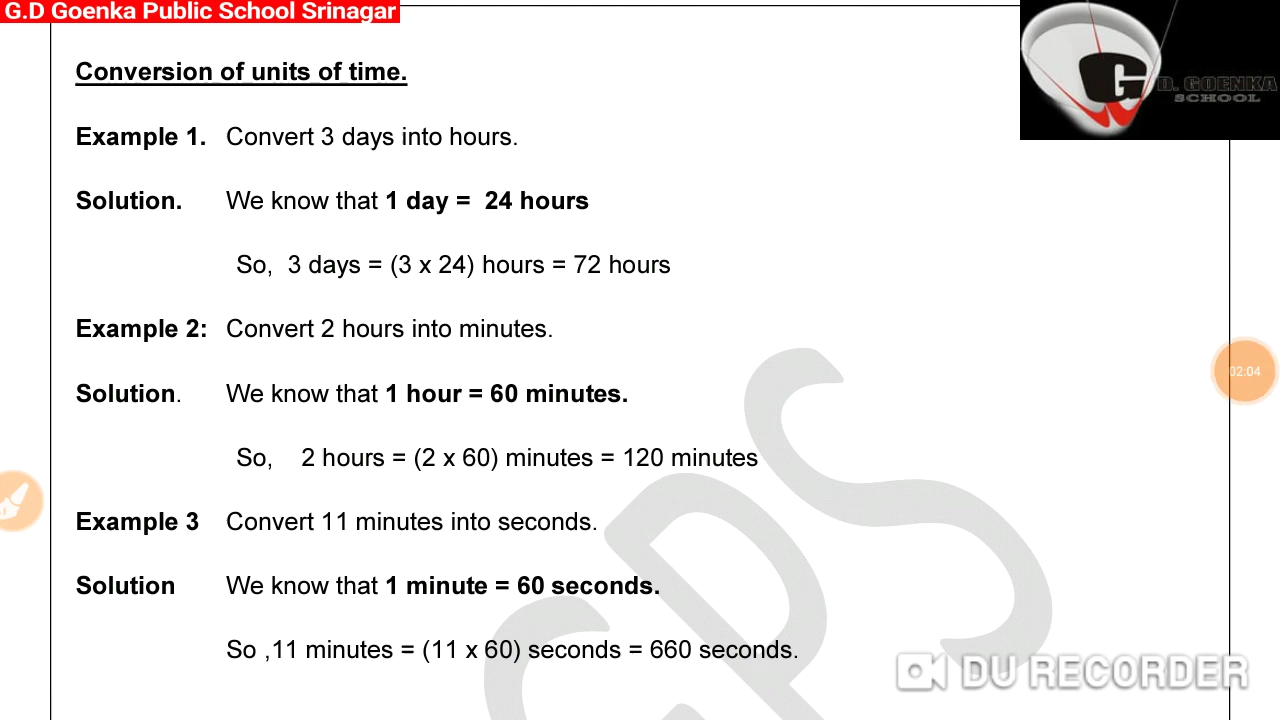 G.D Goenka Public School Srinagar
G D. GOENKA
SCHOOL
Conversion of units of time.
Example 1. Convert 3 days into hours.
Solution. We know that 1 day = 24 hours
So, 3 days = (3 x 24) hours = 72 hours
Example 2: Convert 2 hours into minutes.
Solution. We know that 1 hour = 60 minutes.
02:04
So, 2 hours = (2 x 60) minutes = 120 minutes
Example 3 Convert 11 minutes into seconds.
Solution We know that 1 minute = 60 seconds.
So ,11 minutes = (11 x 60) seconds = 660 seconds.
GPS
DU RECORDER